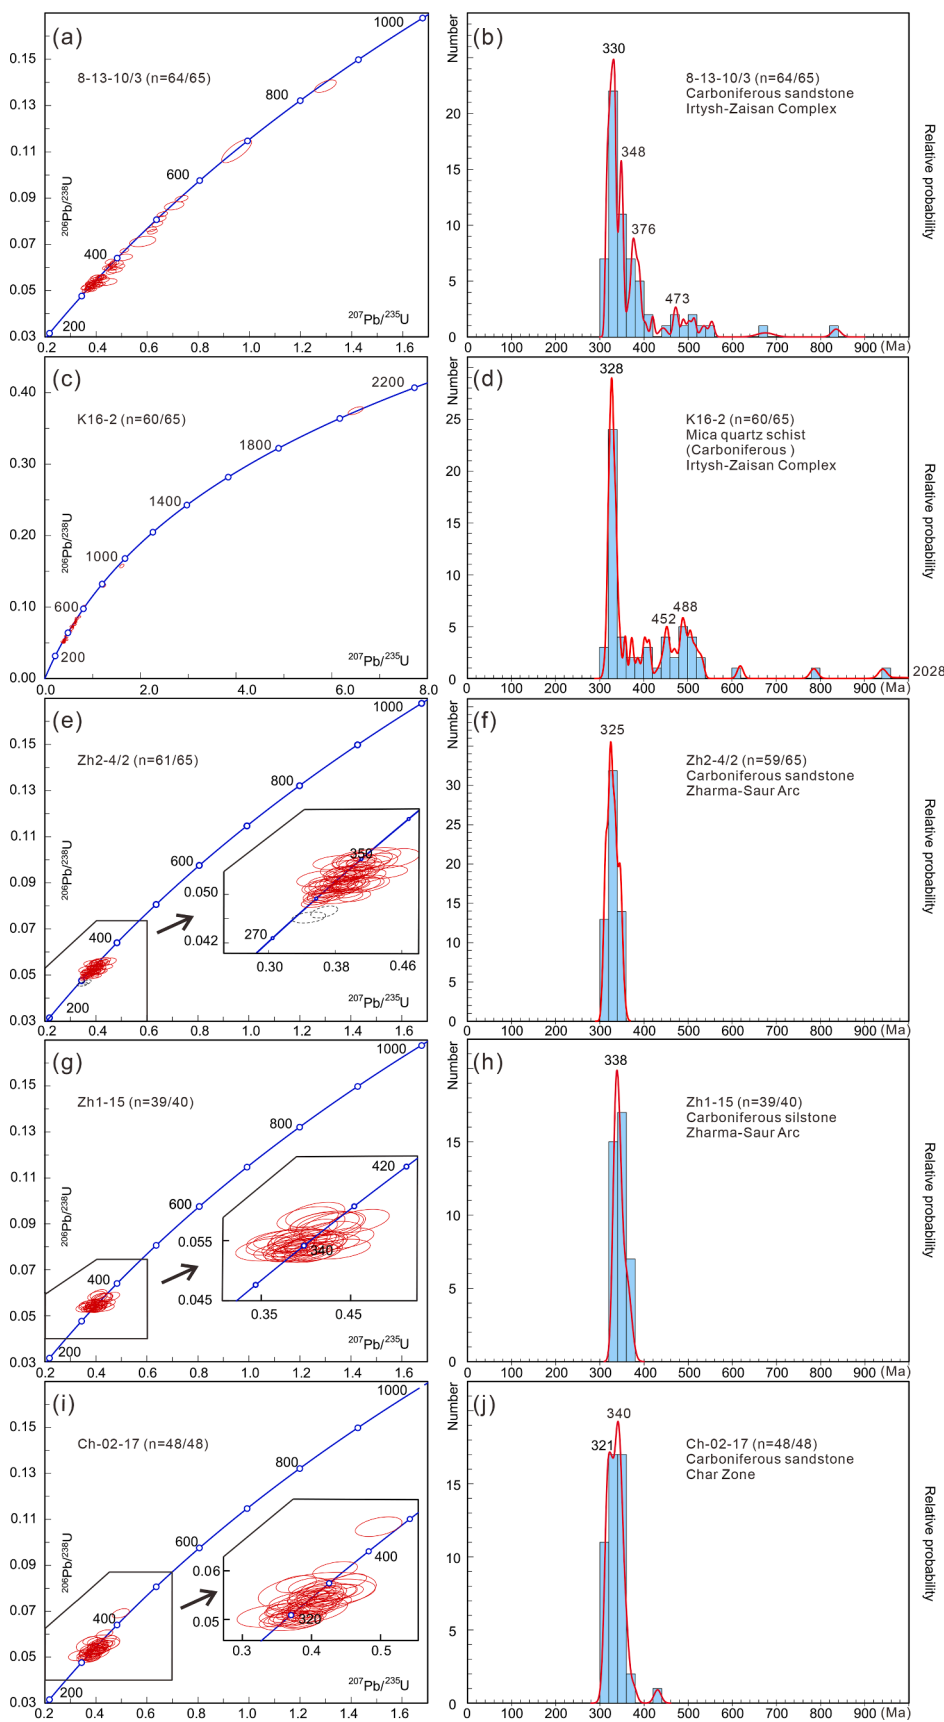 (a)
8-13-10/3 (n=64/65)
1000
800
600
400
200
0.15
0.13
0.11
0.09
0.07
0.05
0.03
206Pb/238U
207Pb/235U
0.2 0.4 0.6 0.8 1.0 1.2 1.4 1.6
(b)
Number
330
348
376
473
8-13-10/3 (n=64/65)
Carboniferous sandstone
Irtysh-Zaisan Complex
Relative probability
20
15
10
5
0
0 100 200 300 400 500 600 700 800 900 (Ma)
(c)
K16-2 (n=60/65)
2200
1800
1400
1000
600
200
0.40
0.30
0.20
0.10
0.00
206Pb/238U
207Pb/235U
0.0 2.0 4.0 6.0 8.0
(d)
Number
328
452
488
2028
K16-2 (n=60/65)
Mica quartz schist
(Carboniferous )
Irtysh-Zaisan Complex
Relative probability
25
20
15
10
5
0
0 100 200 300 400 500 600 700 800 900 (Ma)
(e)
Zh2-4/2 (n=61/65)
1000
800
600
400
200
0.15
0.13
0.11
0.09
0.07
0.05
0.03
206Pb/238U
207Pb/235U
350
270
0.050
0.042
0.30 0.38 0.46
0.2 0.4 0.6 0.8 1.0 1.2 1.4 1.6
(f)
Number
325
Zh2-4/2 (n=59/65)
Carboniferous sandstone
Zharma-Saur Arc
Relative probability
35
30
25
20
15
10
5
0
0 100 200 300 400 500 600 700 800 900 (Ma)
(g)
Zh1-15 (n=39/40)
1000
800
600
400
200
0.15
0.13
0.11
0.09
0.07
0.05
0.03
206Pb/238U
207Pb/235U
420
340
0.055
0.045
0.35 0.45
0.2 0.4 0.6 0.8 1.0 1.2 1.4 1.6
(h)
Number
338
Zh1-15 (n=39/40)
Carboniferous silstone
Zharma-Saur Arc
Relative probability
15
10
5
0
0 100 200 300 400 500 600 700 800 900 (Ma)
(i)
Ch-02-17 (n=48/48)
1000
800
600
400
200
0.15
0.13
0.11
0.09
0.07
0.05
0.03
206Pb/238U
207Pb/235U
400
320
0.06
0.05
0.3 0.4 0.5
0.2 0.4 0.6 0.8 1.0 1.2 1.4 1.6
(j)
Number
340
321
Ch-02-17 (n=48/48)
Carboniferous sandstone
Char Zone
Relative probability
15
10
5
0
0 100 200 300 400 500 600 700 800 900 (Ma)